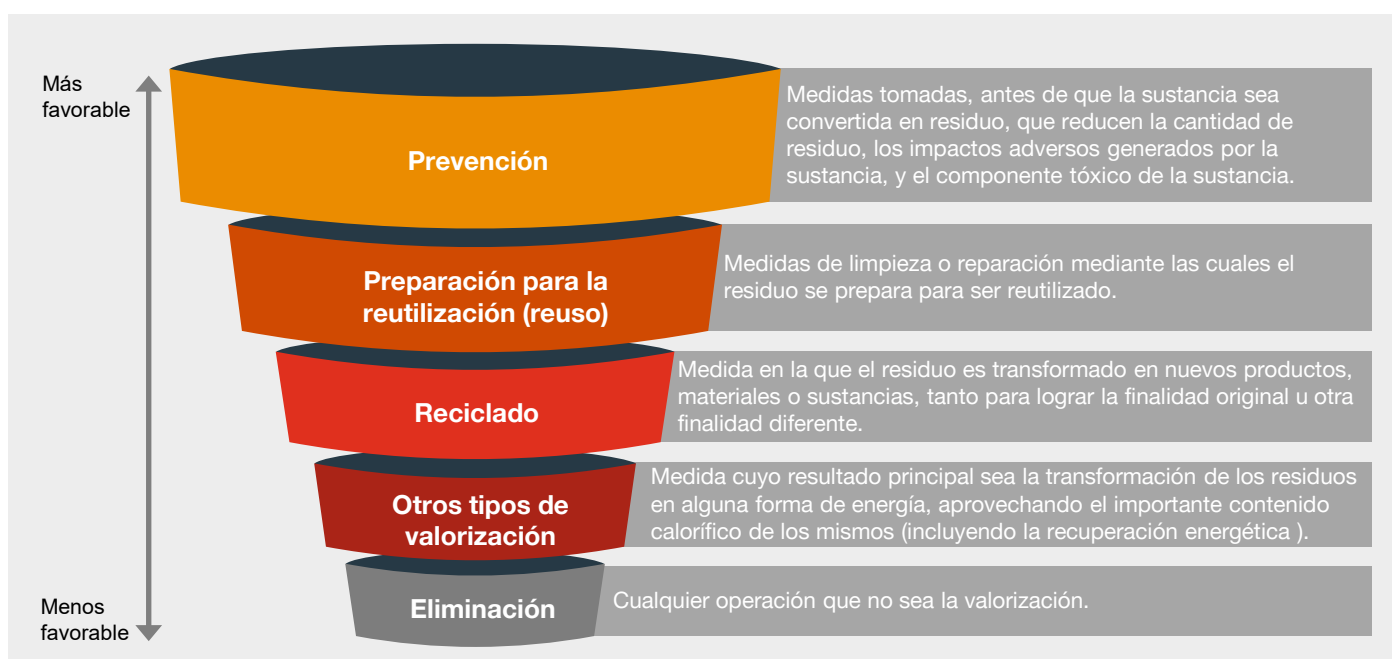 Más
favorable
Prevención
Medidas tomadas, antes de que la sustancia sea
convertida en residuo, que reducen la cantidad de
residuo, los impactos adversos generados por la
sustancia, y el componente tóxico de la sustancia.
Preparación para la
reutilización (reuso)
Medidas de limpieza o reparación mediante las cuales el
residuo se prepara para ser reutilizado.
Reciclado
Medida en la que el residuo es transformado en nuevos productos,
materiales o sustancias, tanto para lograr la finalidad original u otra
finalidad diferente.
Otros tipos de
valorización
Medida cuyo resultado principal sea la transformación de los residuos
en alguna forma de energía, aprovechando el importante contenido
calorífico de los mismos (incluyendo la recuperación energética ).
Eliminación
Cualquier operación que no sea la valorización.
Menos
favorable